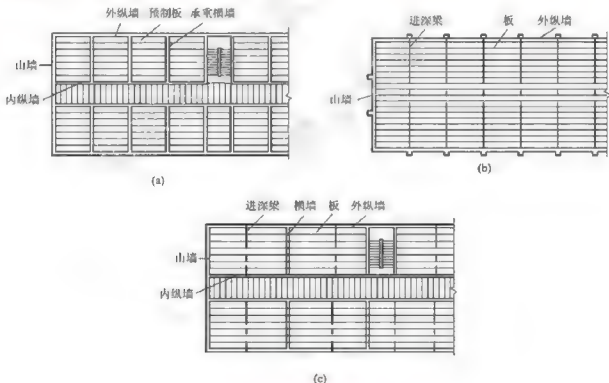 外纵墙 预制板 承重横墙
山墙
内纵墙
(a)
进深梁 板 外纵墙
山墙
(b)
进深梁 横墙 板 外纵墙
山墙
内纵墙
(c)